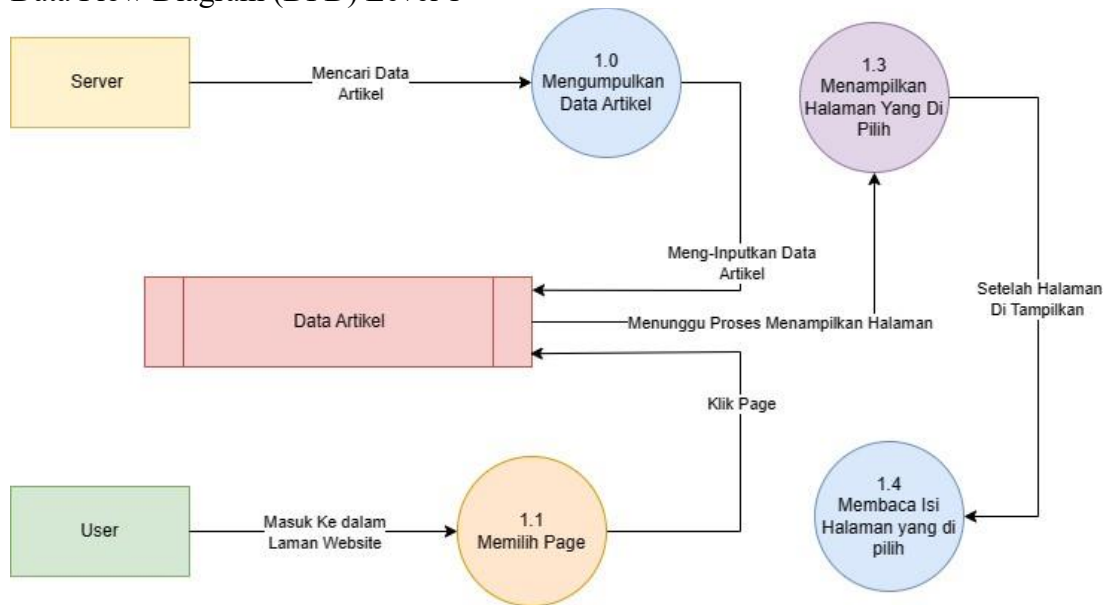 Data Flow Diagram (DFD) Level 1
Server
Mencari Data
Artikel
1.0
Mengumpulkan
Data Artikel
1.3
Menampilkan
Halaman Yang Di
Pilih
Meng-Inputkan Data
Artikel
Setelah Halaman
Di Tampilkan
Data Artikel
Menunggu Proses Menampilkan Halaman
Klik Page
User
Masuk Ke dalam
Laman Website
1.1
Memilih Page
1.4
Membaca Isi
Halaman yang di
pilih